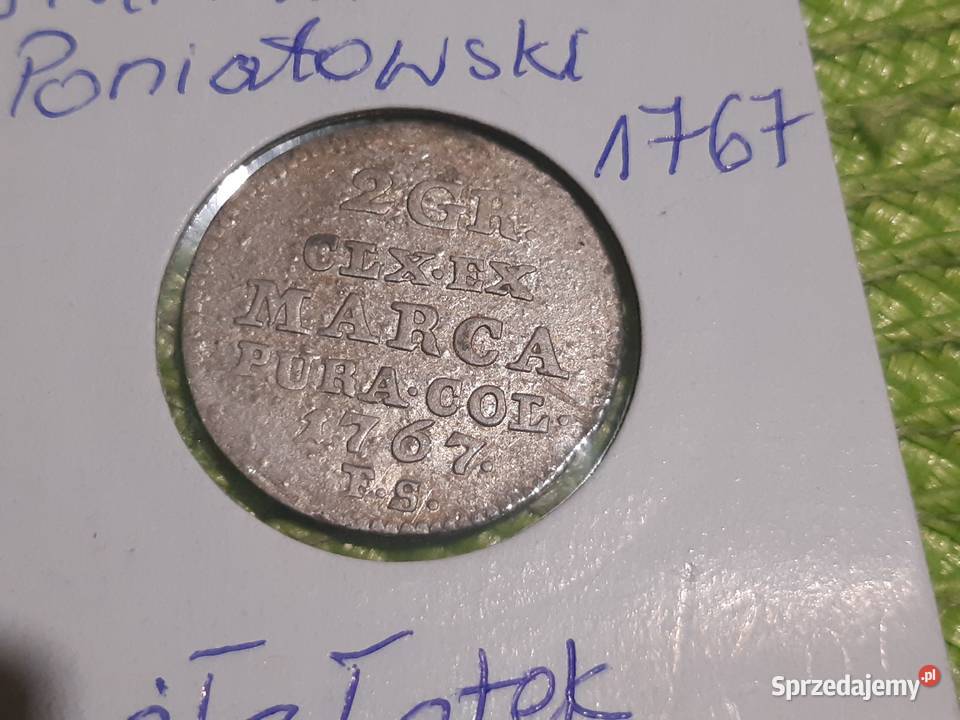 Poniatowski
1767
2 GR.
CLX·EX
MARCA
PURA·COL·
1767.
F.S.
Sprzedajemy.pl